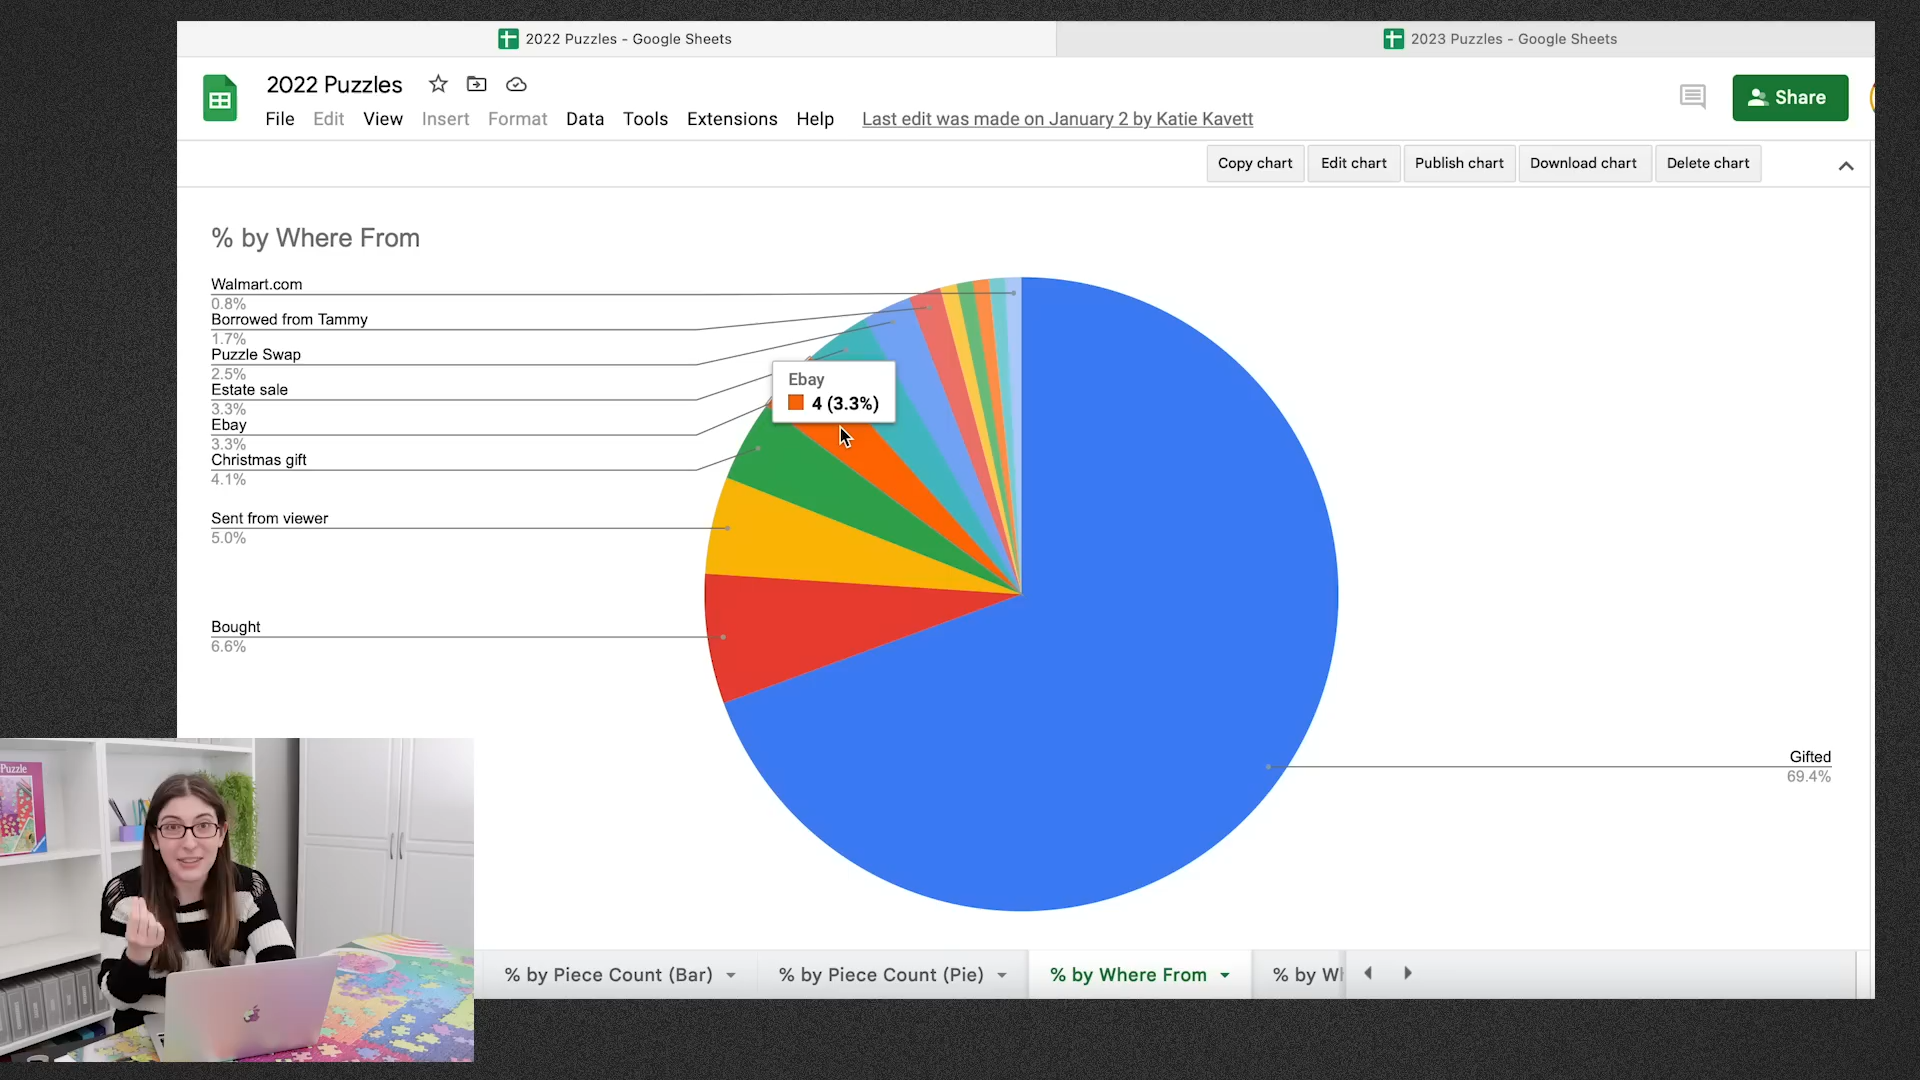 2022 Puzzles - Google Sheets
2023 Puzzles - Google Sheets
2022 Puzzles
File Edit View Insert Format Data Tools Extensions Help Last edit was made on January 2 by Katie Kavett
Share
Copy chart Edit chart Publish chart Download chart Delete chart
% by Where From
Walmart.com
0.8%
Borrowed from Tammy
1.7%
Puzzle Swap
2.5%
Estate sale
3.3%
Ebay
3.3%
Christmas gift
4.1%
Sent from viewer
5.0%
Bought
6.6%
Ebay
4 (3.3%)
Gifted
69.4%
Puzzle
% by Piece Count (Bar) % by Piece Count (Pie) % by Where From % by W